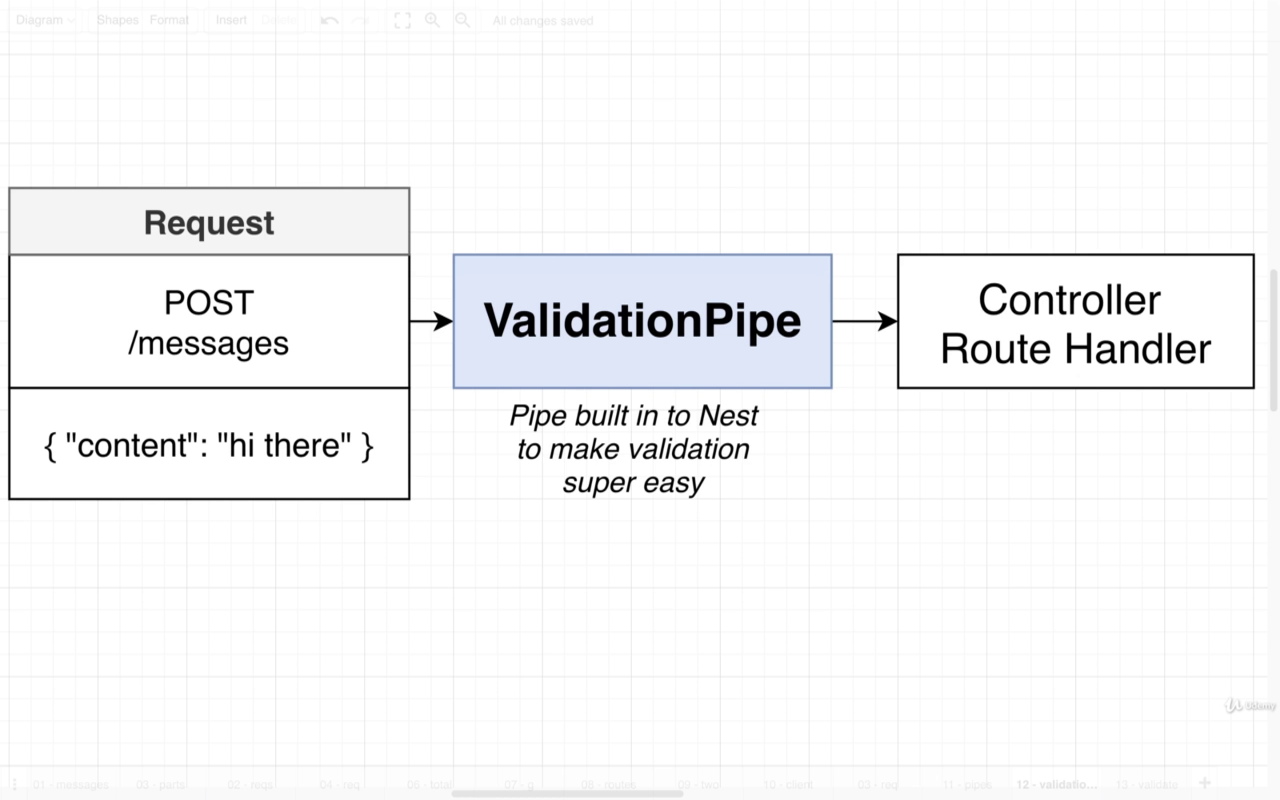 Diagram
Shapes
Format
Insert
Delete
All changes saved
Request
POST
/messages
{ "content": "hi there" }
ValidationPipe
Pipe built in to Nest
to make validation
super easy
Controller
Route Handler
Udemy
01 - messages
03 - parts
02 - reqs
04 - req
06 - total
07 - g
08 - routes
09 - two
10 - client
03 - req
11 - pipes
12 - validatio...
13 - validate